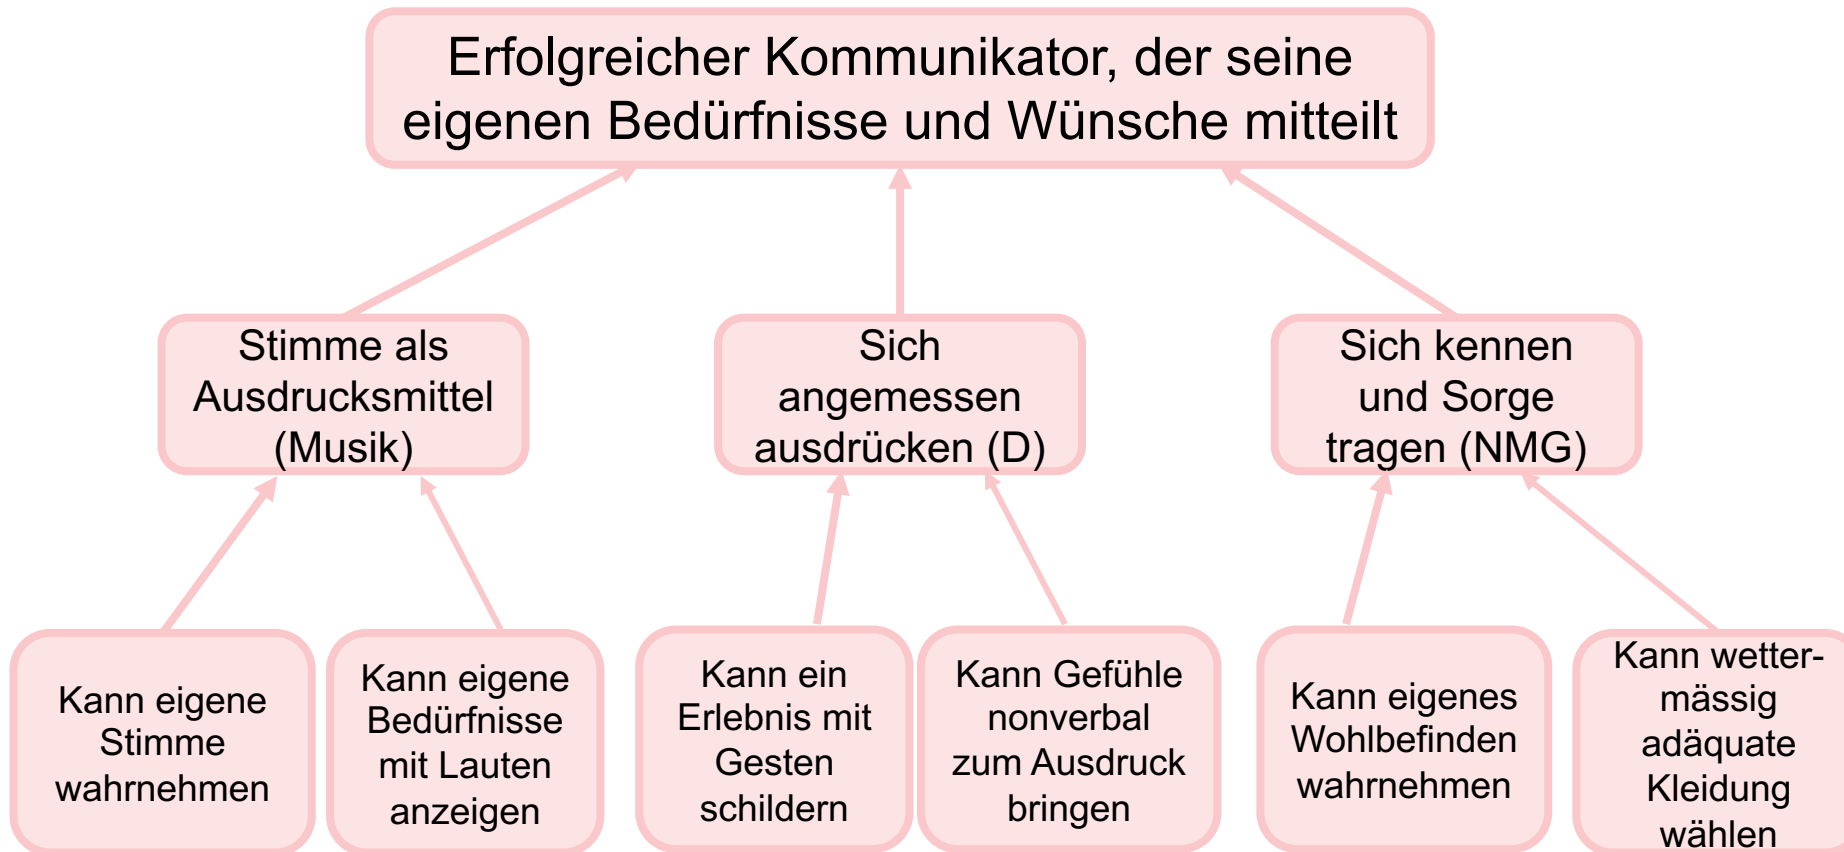 Erfolgreicher Kommunikator, der seine
eigenen Bedürfnisse und Wünsche mitteilt
Stimme als
Ausdrucksmittel
(Musik)
Sich
angemessen
ausdrücken (D)
Sich kennen
und Sorge
tragen (NMG)
Kann eigene
Stimme
wahrnehmen
Kann eigene
Bedürfnisse
mit Lauten
anzeigen
Kann ein
Erlebnis mit
Gesten
schildern
Kann Gefühle
nonverbal
zum Ausdruck
bringen
Kann eigenes
Wohlbefinden
wahrnehmen
Kann wetter-
mässig
adäquate
Kleidung
wählen